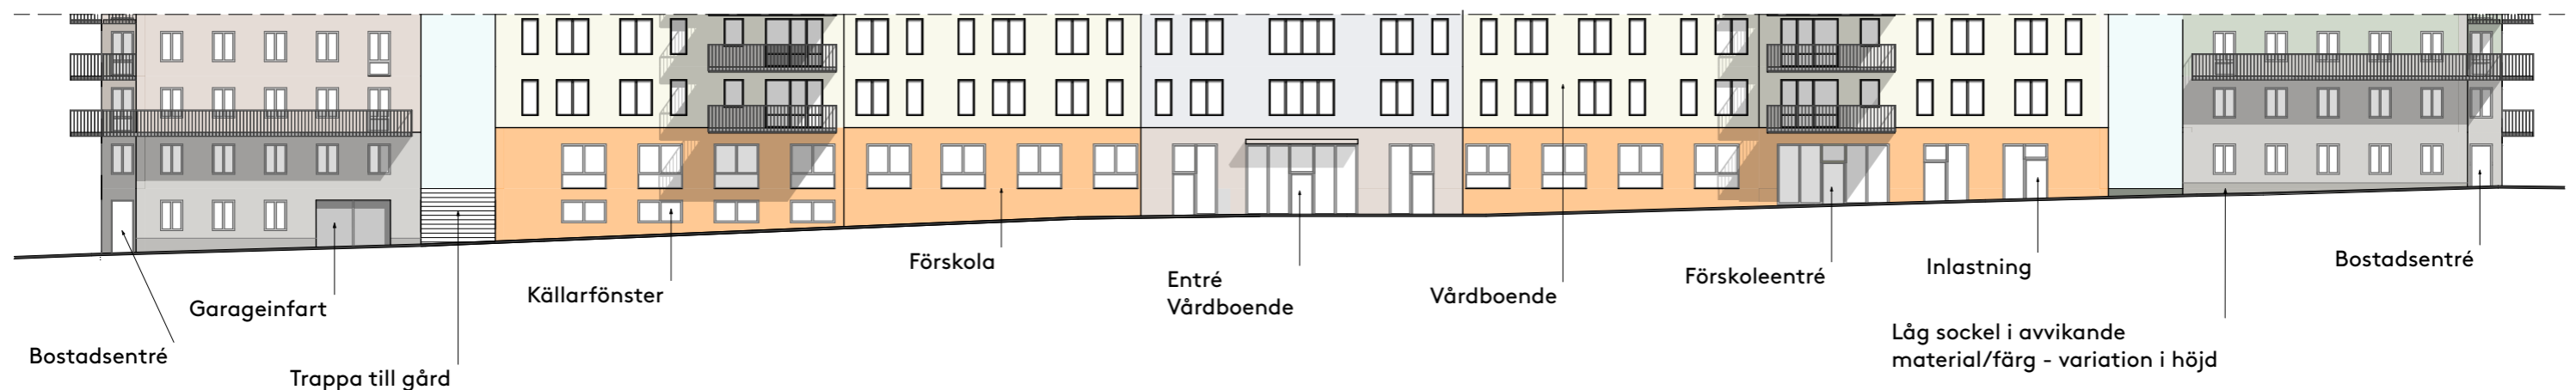 Bostadsentré
Garageinfart
Trappa till gård
Källarfönster
Förskola
Entré
Vårdboende
Vårdboende
Förskoleentré
Inlastning
Låg sockel i avvikande
material/färg - variation i höjd
Bostadsentré